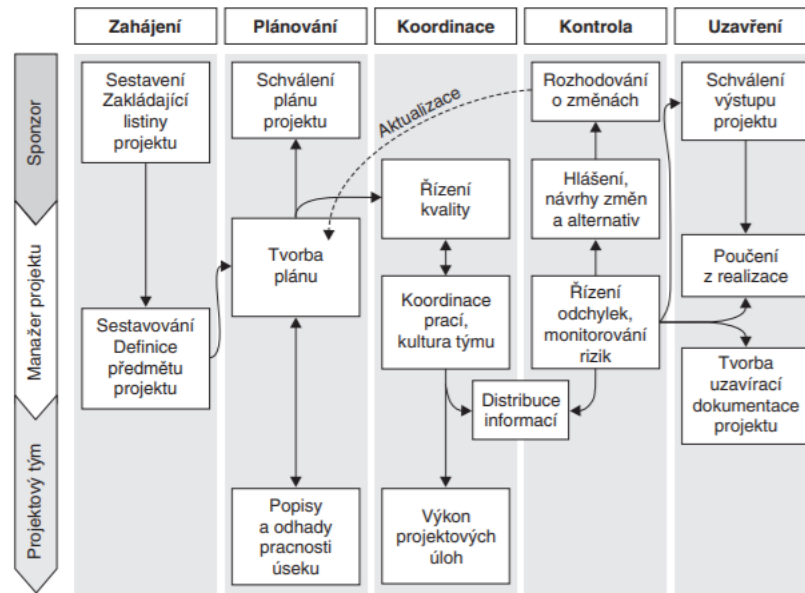 Zahájení
Plánování
Koordinace
Kontrola
Uzavření
Sponzor
Manažer projektu
Projektový tým
Sestavení
Zakládající
listiny
projektu
Sestavování
Definice
předmětu
projektu
Schválení
plánu
projektu
Tvorba
plánu
Popisy
a odhady
pracnosti
úseku
Aktualizace
Řízení
kvality
Koordinace
prací,
kultura týmu
Distribuce
informací
Výkon
projektových
úloh
Rozhodování
o změnách
Hlášení,
návrhy změn
a alternativ
Řízení
odchylek,
monitorování
rizik
Schválení
výstupu
projektu
Poučení
z realizace
Tvorba
uzavírací
dokumentace
projektu